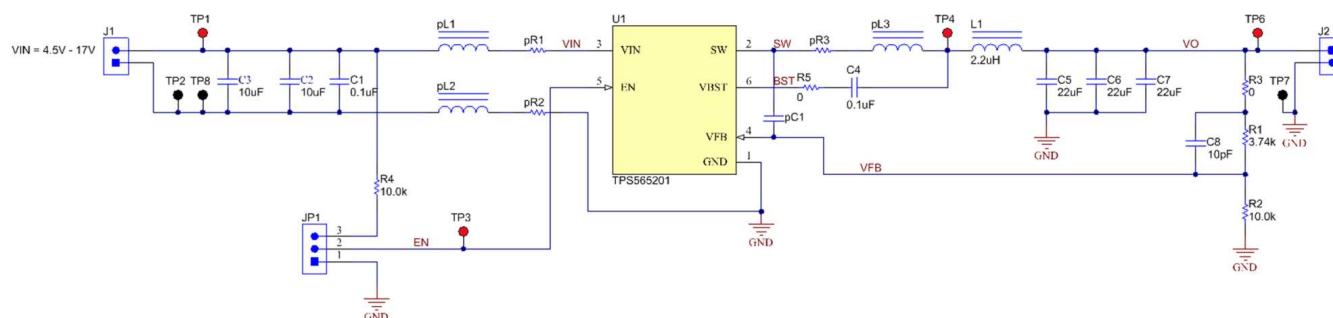 J1
VIN = 4.5V - 17V
TP1
TP2
TP8
C3
10uF
C2
10uF
C1
0.1uF
pL1
pR1
VIN
pL2
pR2
R4
10.0k
JP1
3
2
1
EN
TP3
GND
U1
3
VIN
5
EN
SW
2
VBST
6
VFB
4
GND
1
TPS565201
GND
SW
pR3
pL3
TP4
L1
2.2uH
BST
R5
0
C4
0.1uF
pC1
VFB
C5
22uF
C6
22uF
C7
22uF
GND
VO
TP6
J2
R3
0
TP7
GND
C8
10pF
R1
3.74k
R2
10.0k
GND